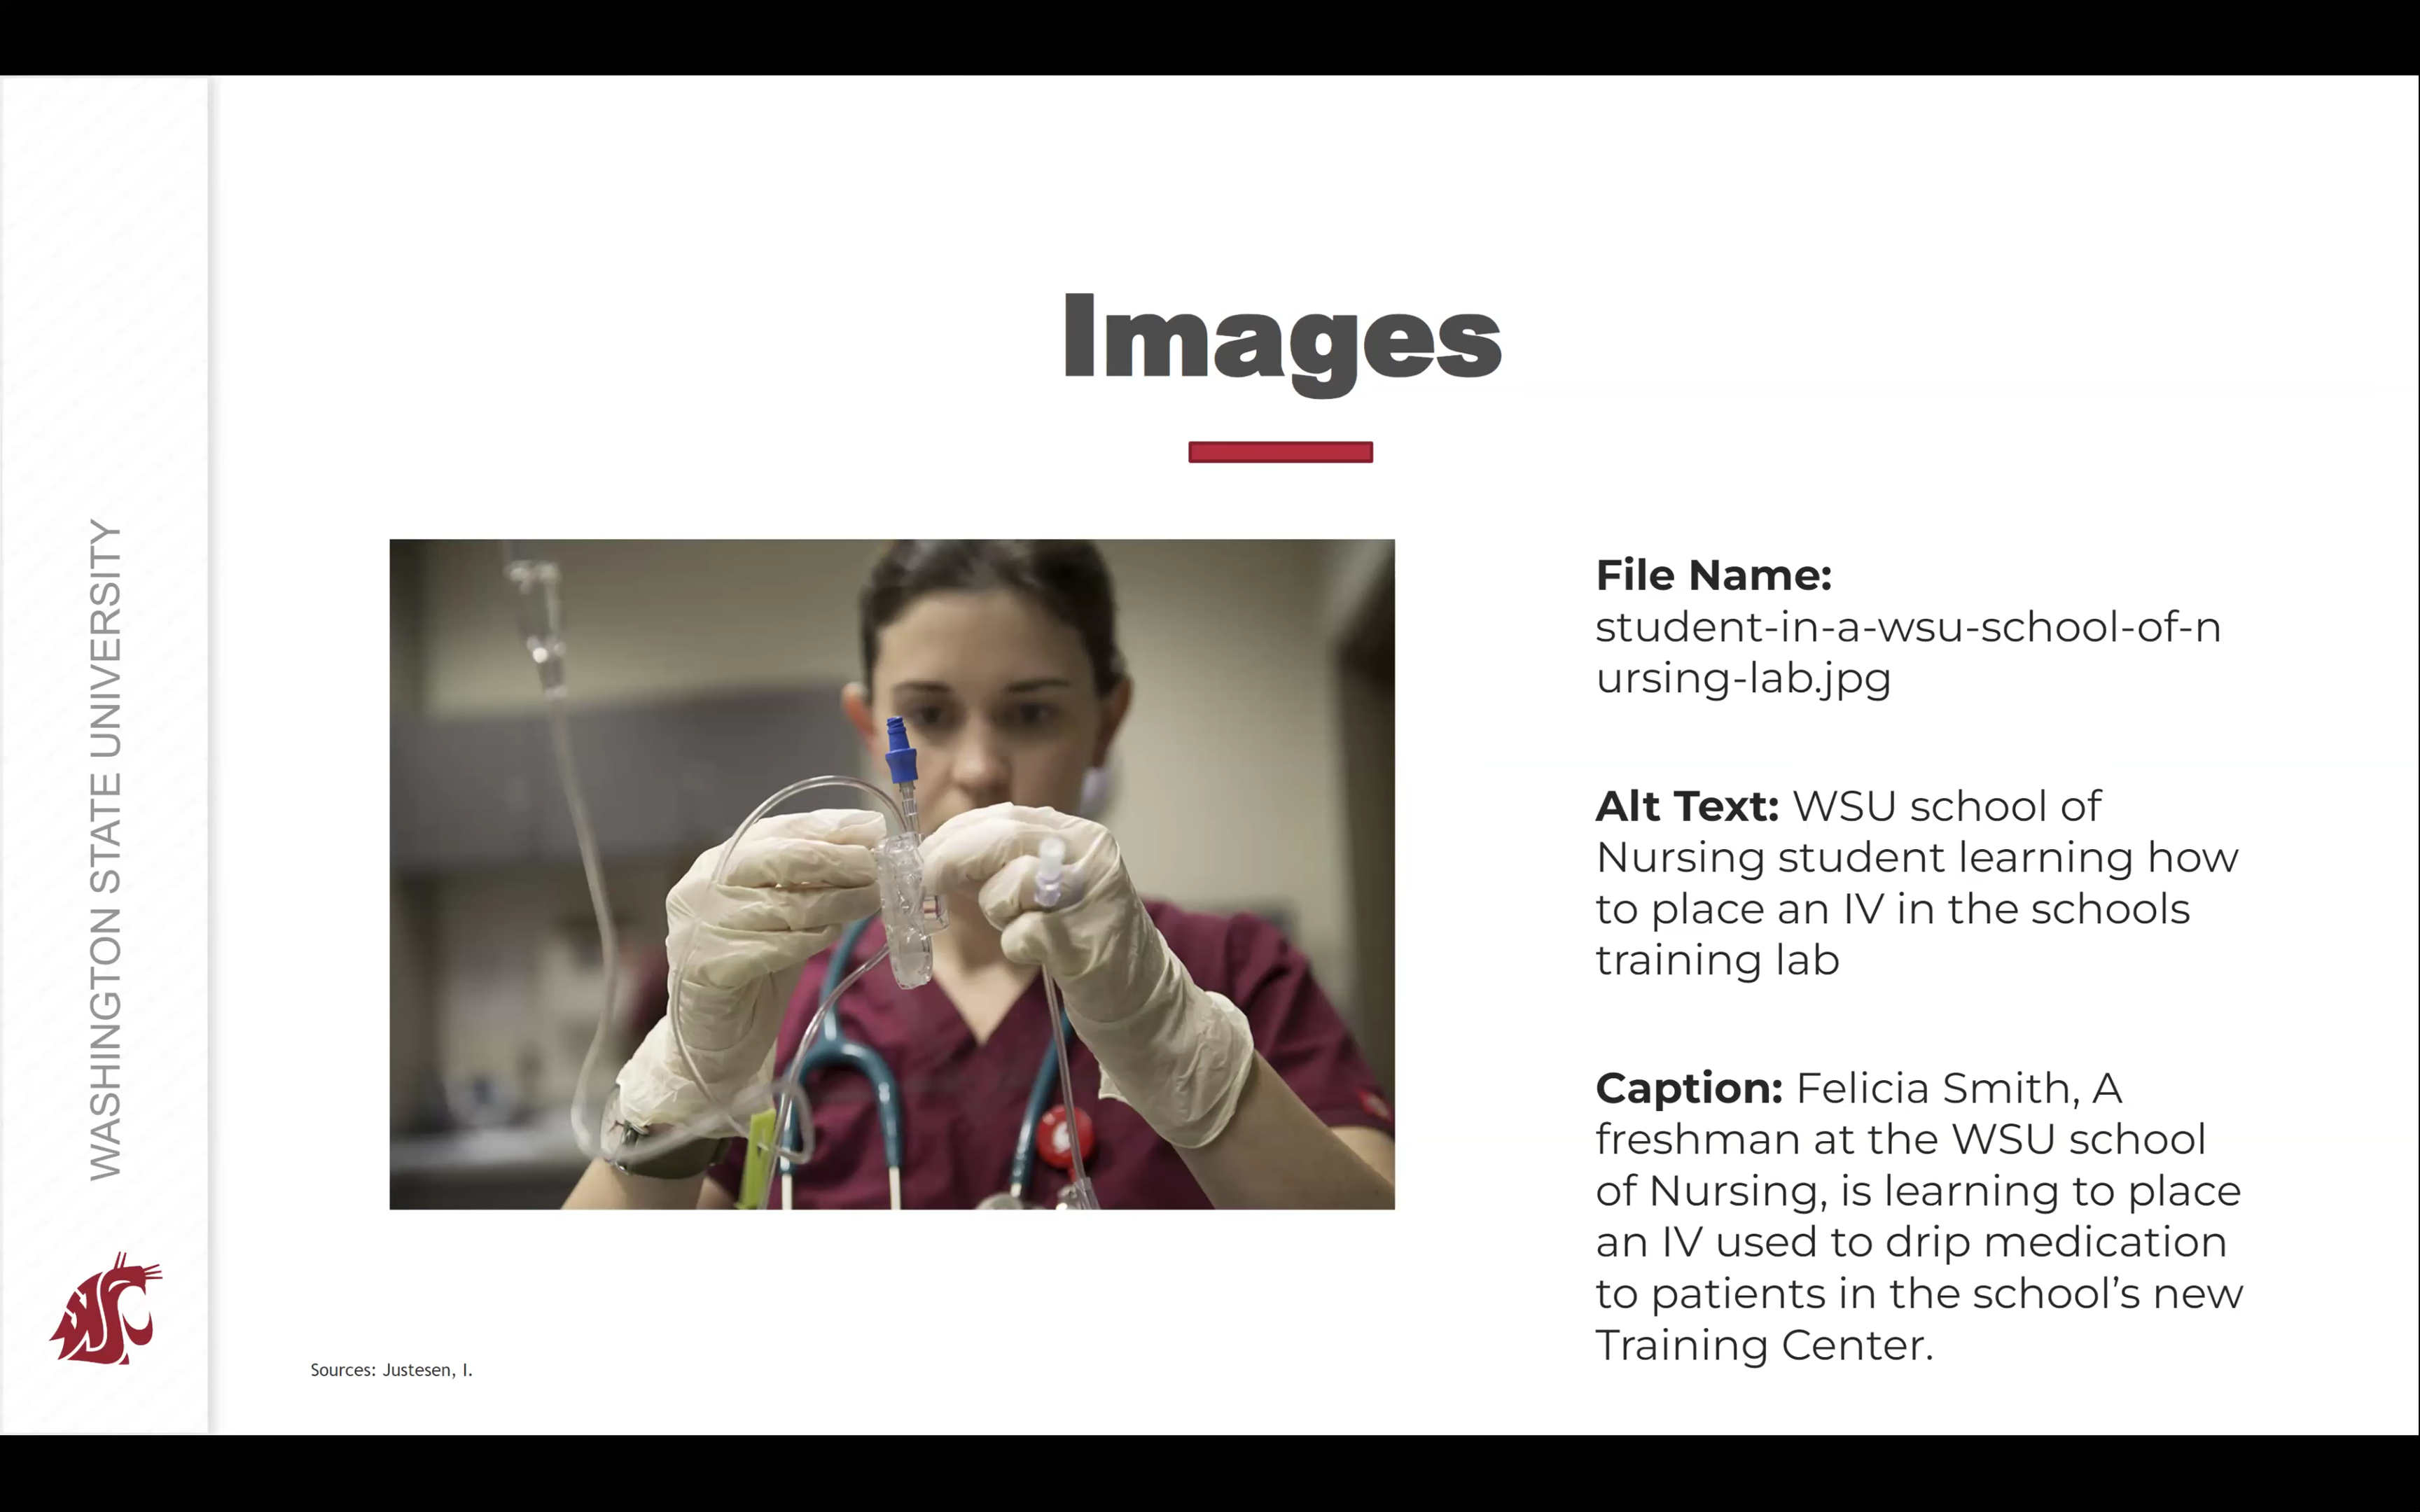 Images
WASHINGTON STATE UNIVERSITY
File Name:
student-in-a-wsu-school-of-n
ursing-lab.jpg
Alt Text: WSU school of
Nursing student learning how
to place an IV in the schools
training lab
Caption: Felicia Smith, A
freshman at the WSU school
of Nursing, is learning to place
an IV used to drip medication
to patients in the school’s new
Training Center.
Sources: Justesen, I.